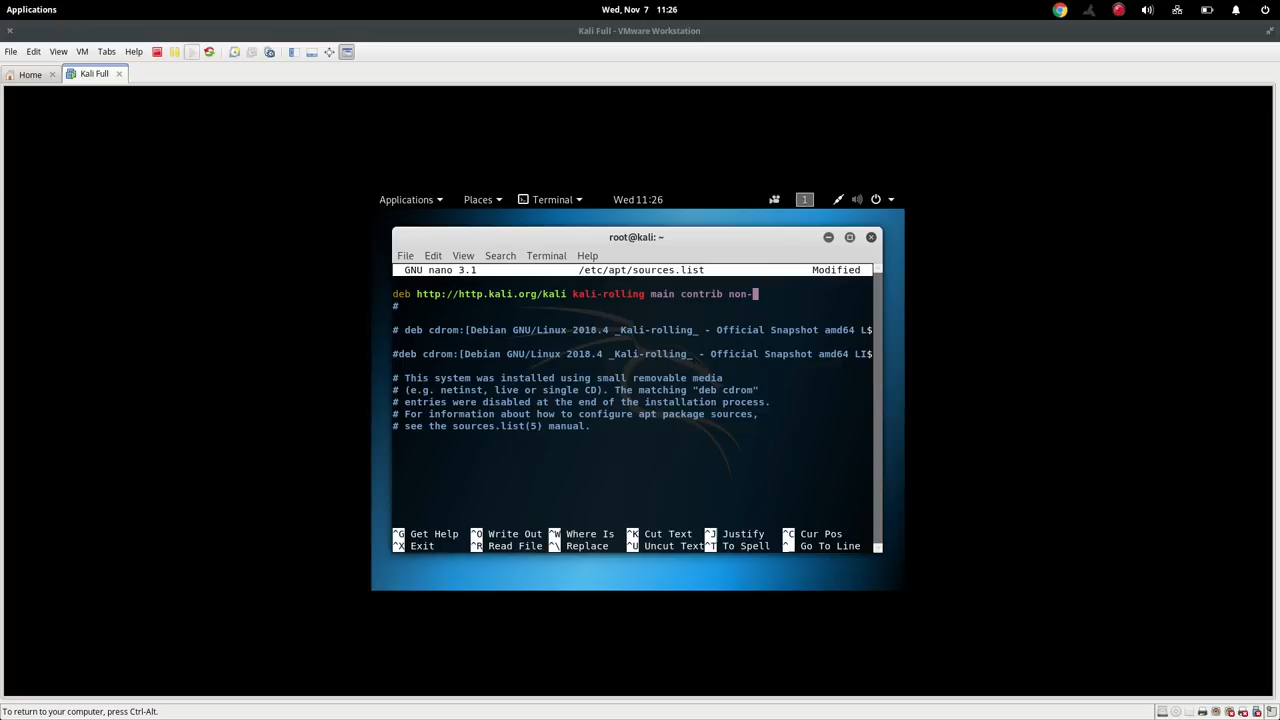 Applications
Wed, Nov 7 11:26
Kali Full - VMware Workstation
File Edit View VM Tabs Help
Home
Kali Full
Applications Places Terminal Wed 11:26 1
root@kali: ~
File Edit View Search Terminal Help
GNU nano 3.1 /etc/apt/sources.list Modified
deb http://http.kali.org/kali kali-rolling main contrib non-
#
# deb cdrom:[Debian GNU/Linux 2018.4 _Kali-rolling_ - Official Snapshot amd64 L$
#deb cdrom:[Debian GNU/Linux 2018.4 _Kali-rolling_ - Official Snapshot amd64 LI$
# This system was installed using small removable media
# (e.g. netinst, live or single CD). The matching "deb cdrom"
# entries were disabled at the end of the installation process.
# For information about how to configure apt package sources,
# see the sources.list(5) manual.
^G Get Help ^O Write Out ^W Where Is ^K Cut Text ^J Justify ^C Cur Pos
^X Exit ^R Read File ^\ Replace ^U Uncut Text ^T To Spell ^_ Go To Line
To return to your computer, press Ctrl-Alt.